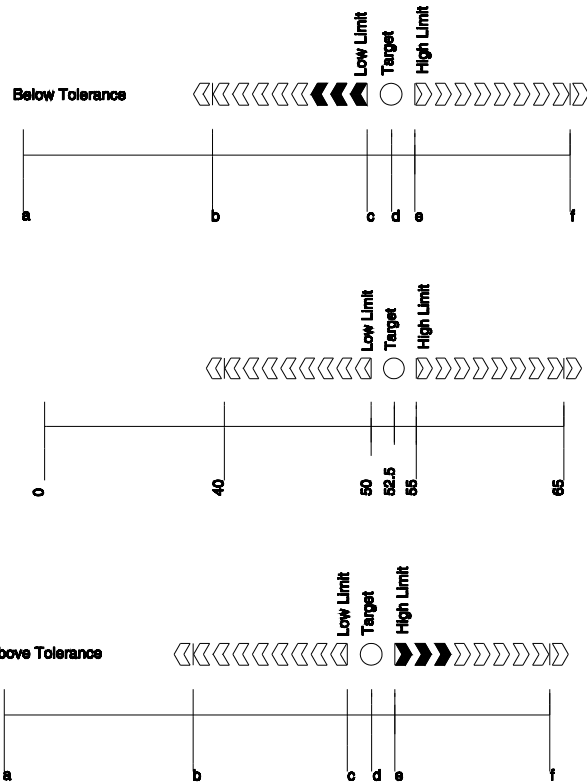 Low Limit
Target
High Limit
Below Tolerance
a b c d e f
Low Limit
Target
High Limit
0 40 50 52.5 55 65
Low Limit
Target
High Limit
bove Tolerance
a b c d e f